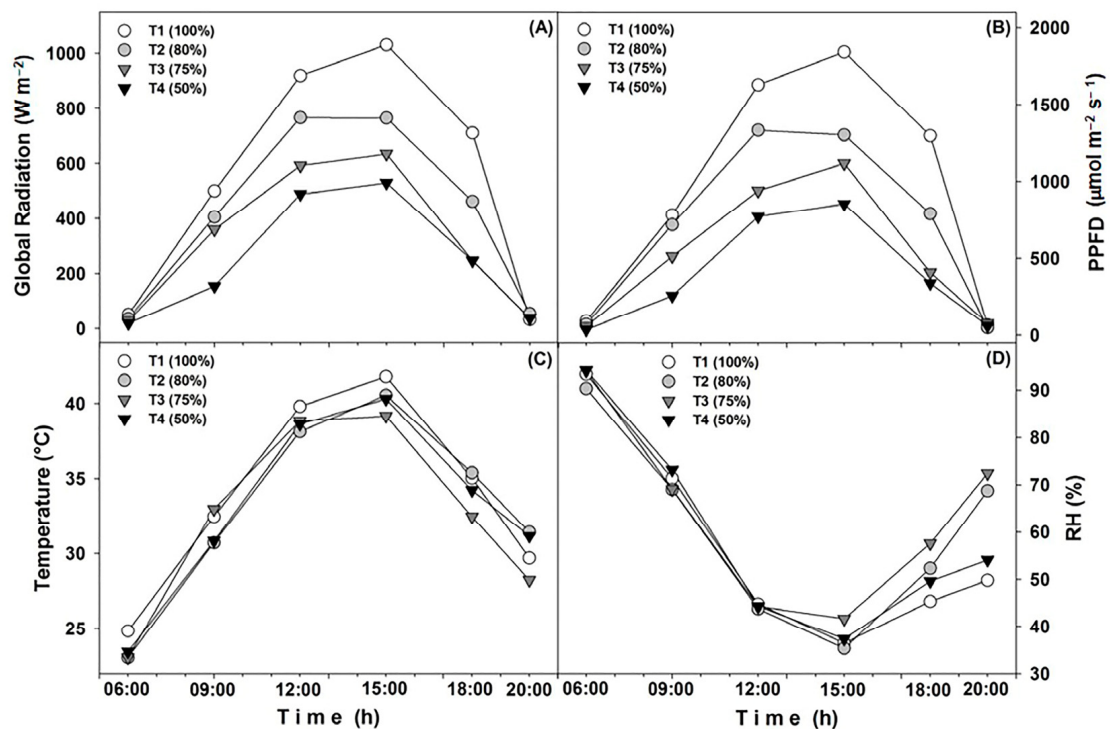 (A)
T1 (100%)
T2 (80%)
T3 (75%)
T4 (50%)
Global Radiation (W m⁻²)
1000
800
600
400
200
0
(B)
T1 (100%)
T2 (80%)
T3 (75%)
T4 (50%)
2000
1500
1000
500
0
PPFD (µmol m⁻² s⁻¹)
(C)
T1 (100%)
T2 (80%)
T3 (75%)
T4 (50%)
Temperature (°C)
40
35
30
25
06:00 09:00 12:00 15:00 18:00 20:00
Time (h)
(D)
T1 (100%)
T2 (80%)
T3 (75%)
T4 (50%)
90
80
70
60
50
40
30
RH (%)
06:00 09:00 12:00 15:00 18:00 20:00
Time (h)